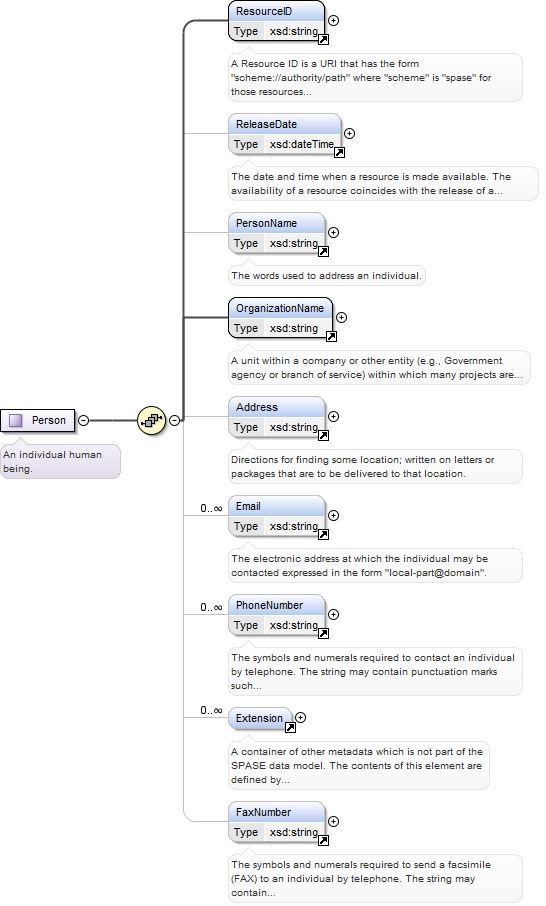 ResourceID
Type xsd:string
A Resource ID is a URI that has the form
"scheme://authority/path" where "scheme" is "spase" for
those resources...
ReleaseDate
Type xsd:dateTime
The date and time when a resource is made available. The
availability of a resource coincides with the release of a...
PersonName
Type xsd:string
The words used to address an individual.
OrganizationName
Type xsd:string
A unit within a company or other entity (e.g., Government
agency or branch of service) within which many projects are...
Person
An individual human
being.
Address
Type xsd:string
Directions for finding some location; written on letters or
packages that are to be delivered to that location.
0..∞
Email
Type xsd:string
The electronic address at which the individual may be
contacted expressed in the form "local-part@domain".
0..∞
PhoneNumber
Type xsd:string
The symbols and numerals required to contact an individual
by telephone. The string may contain punctuation marks
such...
0..∞
Extension
A container of other metadata which is not part of the
SPASE data model. The contents of this element are
defined by...
FaxNumber
Type xsd:string
The symbols and numerals required to send a facsimile
(FAX) to an individual by telephone. The string may
contain...